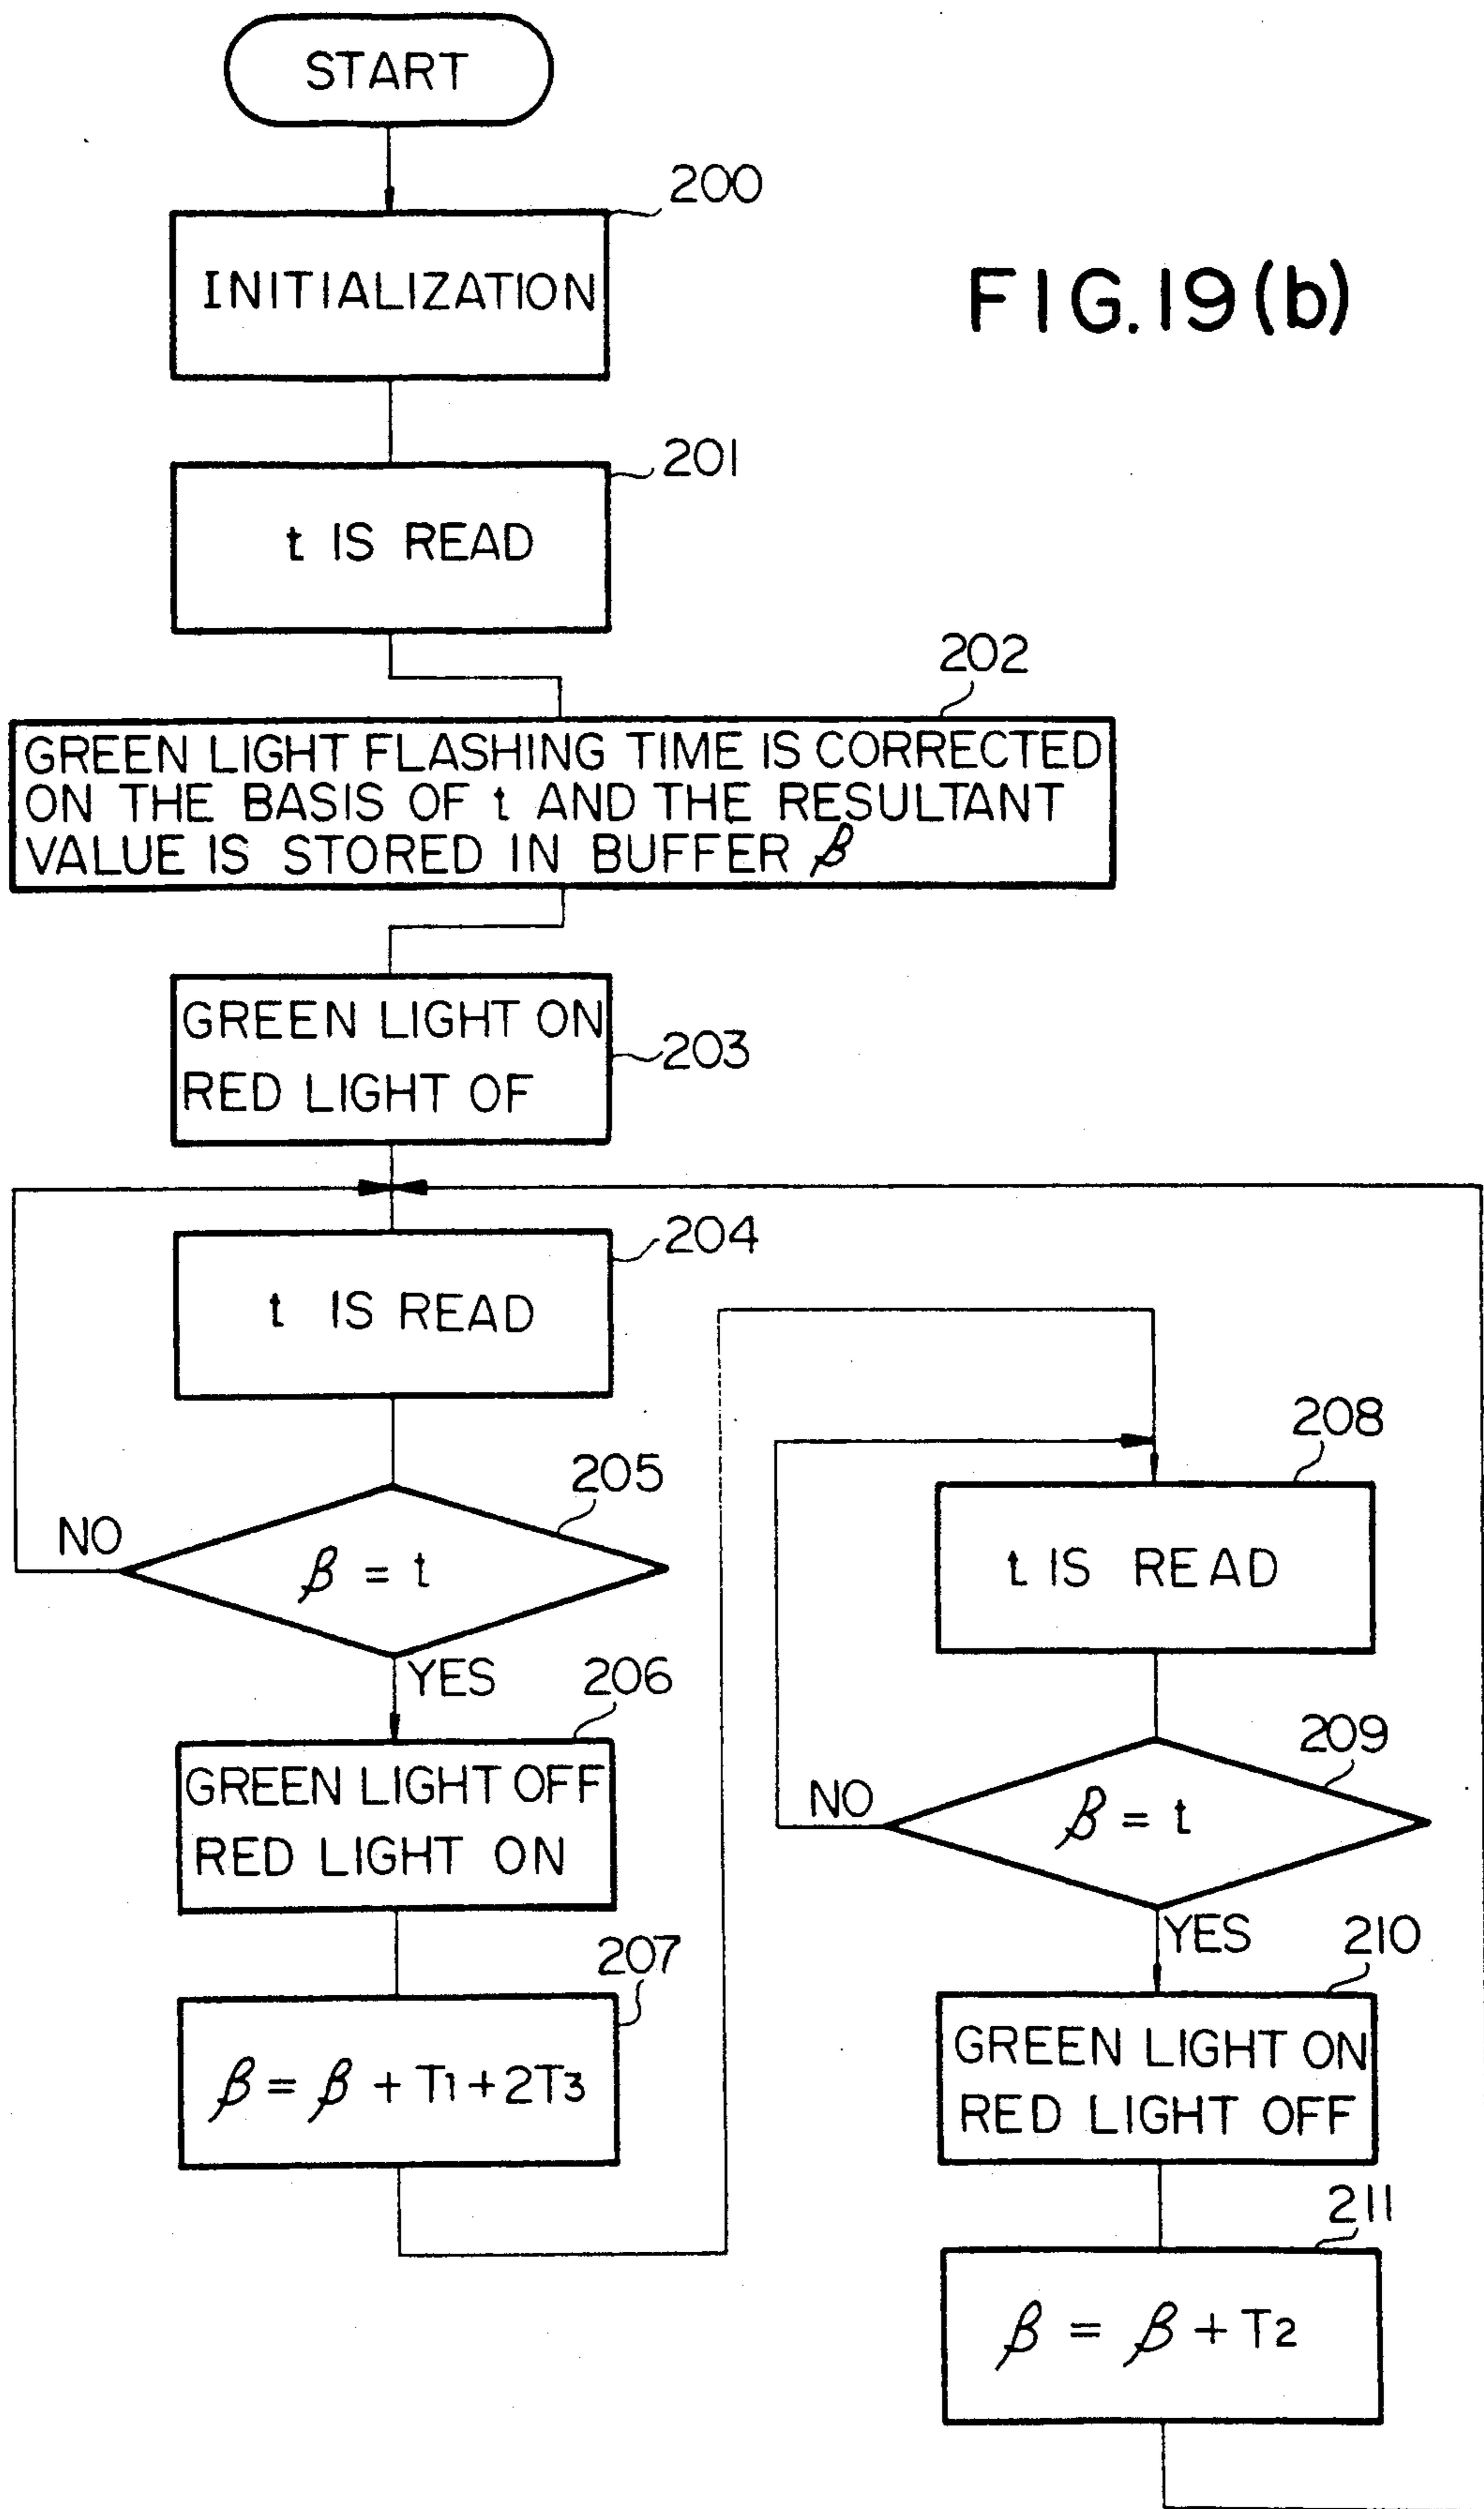 START
200
INITIALIZATION
FIG.19(b)
201
t IS READ
202
GREEN LIGHT FLASHING TIME IS CORRECTED
ON THE BASIS OF t AND THE RESULTANT
VALUE IS STORED IN BUFFER β
GREEN LIGHT ON
RED LIGHT OF
203
204
t IS READ
205
NO
β = t
YES
206
GREEN LIGHT OFF
RED LIGHT ON
207
β = β + T1 + 2T3
208
t IS READ
209
NO
β = t
YES
210
GREEN LIGHT ON
RED LIGHT OFF
211
β = β + T2